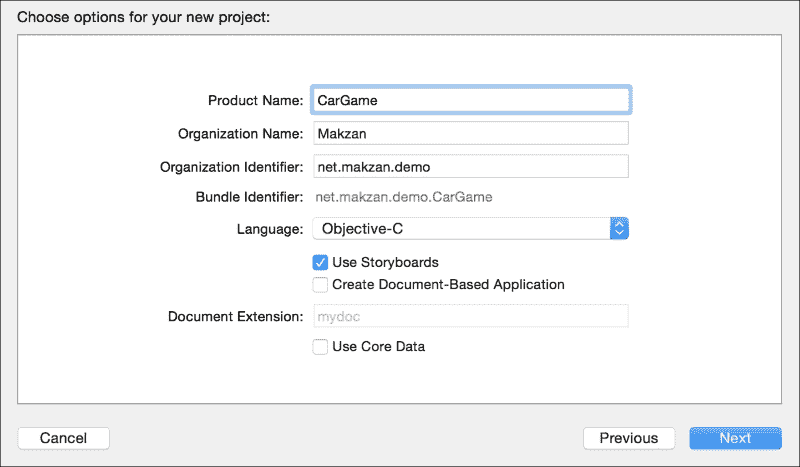 Choose options for your new project:
Product Name: CarGame
Organization Name: Makzan
Organization Identifier: net.makzan.demo
Bundle Identifier: net.makzan.demo.CarGame
Language: Objective-C
Use Storyboards
Create Document-Based Application
Document Extension: mydoc
Use Core Data
Cancel Previous Next